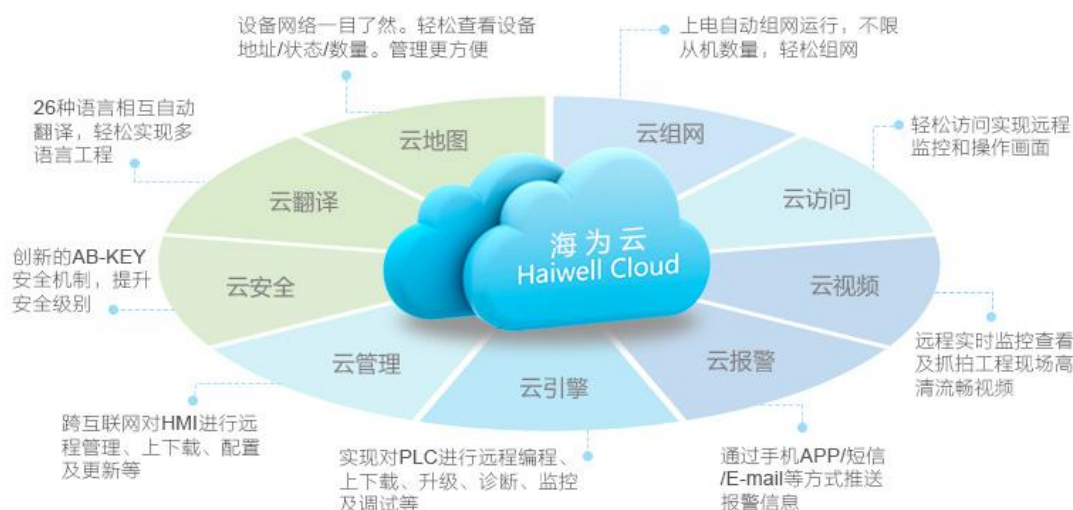 设备网络一目了然。轻松查看设备
地址/状态/数量。管理更方便
上电自动组网运行，不限
从机数量，轻松组网
26种语言相互自动
翻译，轻松实现多
语言工程
云地图
云组网
轻松访问实现远程
监控和操作画面
云翻译
云访问
海为云
Haiwell Cloud
创新的AB-KEY
安全机制，提升
安全级别
云安全
云视频
远程实时监控查看
及抓拍工程现场高
清流畅视频
云管理
云引擎
云报警
跨互联网对HMI进行远
程管理、上下载、配置
及更新等
实现对PLC进行远程编程、
上下载、升级、诊断、监控
及调试等
通过手机APP/短信
/E-mail等方式推送
报警信息